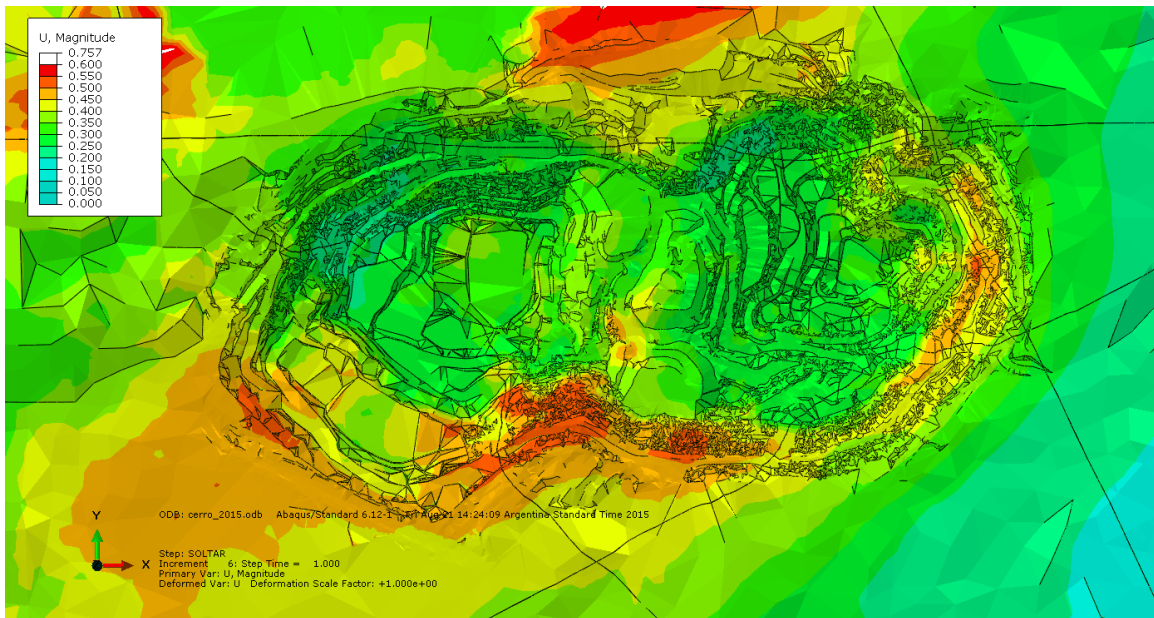 U, Magnitude
0.757
0.600
0.550
0.500
0.450
0.400
0.350
0.300
0.250
0.200
0.150
0.100
0.050
0.000
ODB: cerro_2015.odb Abagus/Standard 6.12-1 Fri Aug 21 14:24:09 Argentina Standard Time 2015
Y
X
Step: SOLTAR
Increment 6: Step Time = 1.000
Primary Var: U, Magnitude
Deformed Var: U Deformation Scale Factor: +1.000e+00